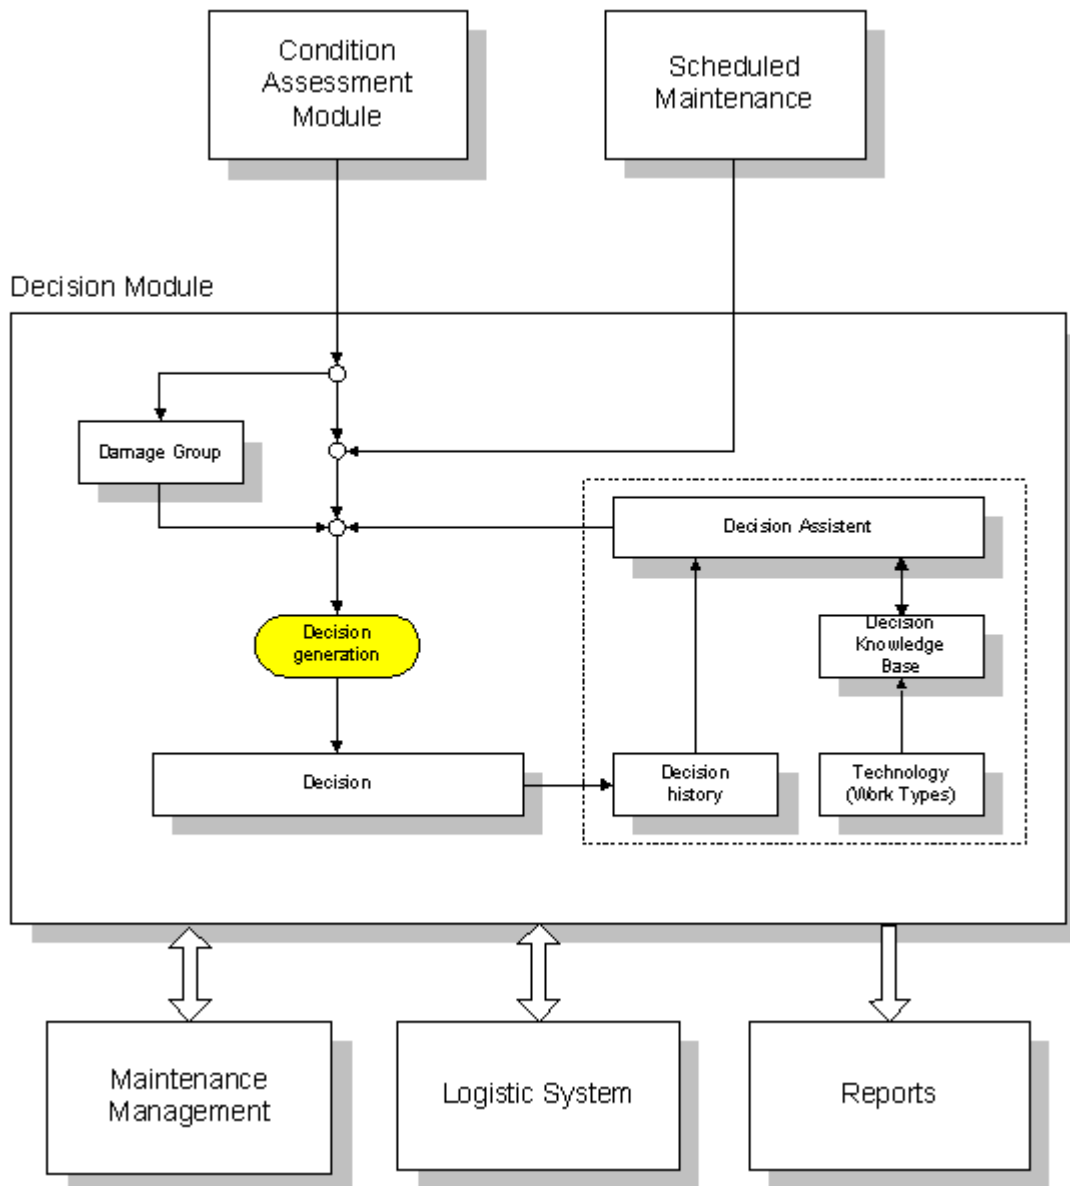 Condition
Assessment
Module
Scheduled
Maintenance
Decision Module
Damage Group
Decision Assistent
Decision
generation
Decision
Knowledge
Base
Decision
Decision
history
Technology
(Work Types)
Maintenance
Management
Logistic System
Reports